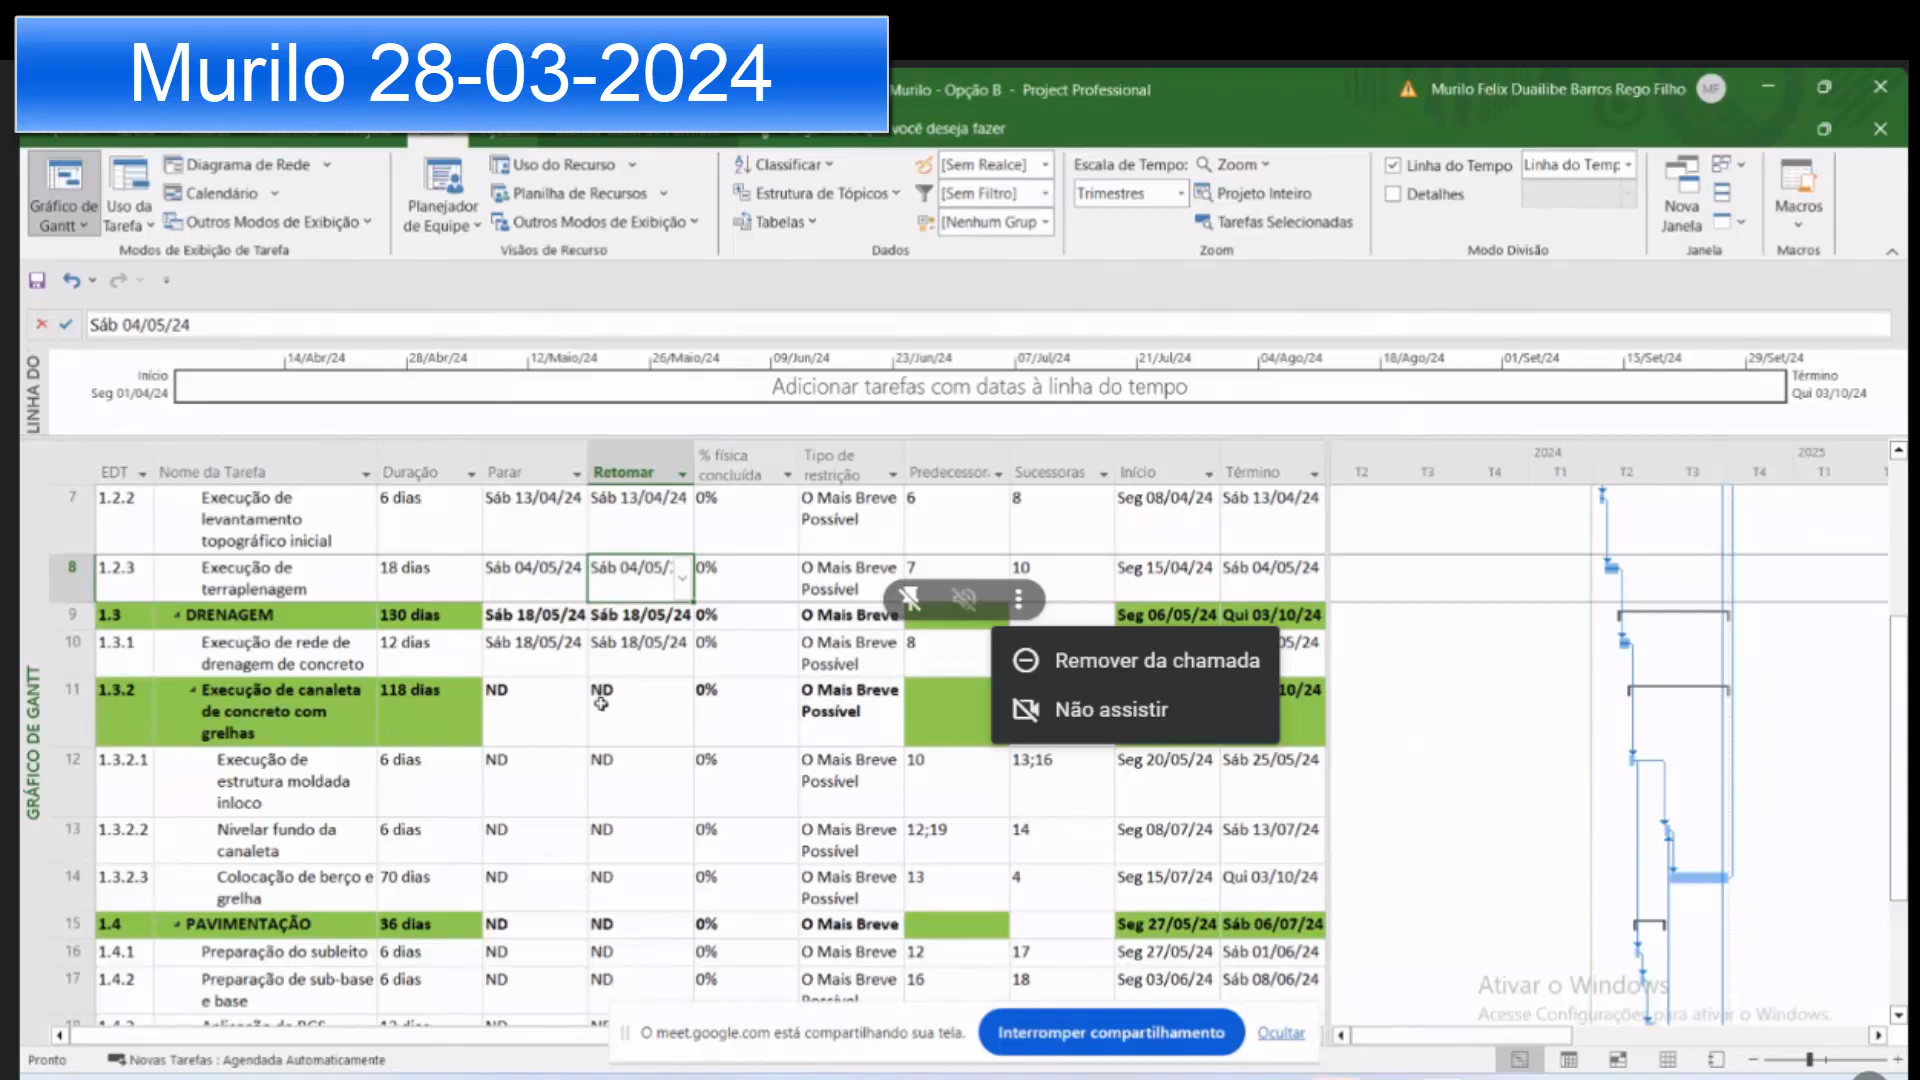 Murilo 28-03-2024
Murilo - Opção B - Project Professional
Murilo Felix Duailibe Barros Rego Filho
MF
você deseja fazer
Gráfico de Gantt
Uso da Tarefa
Diagrama de Rede
Calendário
Outros Modos de Exibição
Modos de Exibição de Tarefa
Planejador de Equipe
Uso do Recurso
Planilha de Recursos
Outros Modos de Exibição
Visões de Recurso
Classificar
Estrutura de Tópicos
Tabelas
[Sem Realce]
[Sem Filtro]
[Nenhum Grup
Dados
Escala de Tempo:
Trimestres
Zoom
Projeto Inteiro
Tarefas Selecionadas
Zoom
Linha do Tempo
Linha do Temp
Detalhes
Modo Divisão
Nova Janela
Janela
Macros
Macros
Sáb 04/05/24
LINHA DO
14/Abr/24 28/Abr/24 12/Maio/24 26/Maio/24 09/Jun/24 23/Jun/24 07/Jul/24 21/Jul/24 04/Ago/24 18/Ago/24 01/Set/24 15/Set/24 29/Set/24
Início
Seg 01/04/24
Adicionar tarefas com datas à linha do tempo
Término
Qui 03/10/24
GRÁFICO DE GANTT
EDT Nome da Tarefa Duração Parar Retomar % física concluída Tipo de restrição Predecessor. Sucessoras Início Término
2024 2025
T2 T3 T4 T1 T2 T3 T4 T1
7 1.2.2 Execução de levantamento topográfico inicial 6 dias Sáb 13/04/24 Sáb 13/04/24 0% O Mais Breve Possível 6 8 Seg 08/04/24 Sáb 13/04/24
8 1.2.3 Execução de terraplenagem 18 dias Sáb 04/05/24 Sáb 04/05/ 0% O Mais Breve Possível 7 10 Seg 15/04/24 Sáb 04/05/24
9 1.3 DRENAGEM 130 dias Sáb 18/05/24 Sáb 18/05/24 0% O Mais Breve Seg 06/05/24 Qui 03/10/24
10 1.3.1 Execução de rede de drenagem de concreto 12 dias Sáb 18/05/24 Sáb 18/05/24 0% O Mais Breve Possível 8 05/24
11 1.3.2 Execução de canaleta de concreto com grelhas 118 dias ND ND 0% O Mais Breve Possível 10/24
12 1.3.2.1 Execução de estrutura moldada inloco 6 dias ND ND 0% O Mais Breve Possível 10 13;16 Seg 20/05/24 Sáb 25/05/24
13 1.3.2.2 Nivelar fundo da canaleta 6 dias ND ND 0% O Mais Breve Possível 12;19 14 Seg 08/07/24 Sáb 13/07/24
14 1.3.2.3 Colocação de berço e grelha 70 dias ND ND 0% O Mais Breve Possível 13 4 Seg 15/07/24 Qui 03/10/24
15 1.4 PAVIMENTAÇÃO 36 dias ND ND 0% O Mais Breve Seg 27/05/24 Sáb 06/07/24
16 1.4.1 Preparação do subleito 6 dias ND ND 0% O Mais Breve 12 17 Seg 27/05/24 Sáb 01/06/24
17 1.4.2 Preparação de sub-base e base 6 dias ND ND 0% O Mais Breve 16 18 Seg 03/06/24 Sáb 08/06/24
Remover da chamada
Não assistir
Ativar o Windows
Acesse Configurações para ativar o Windows.
O meet.google.com está compartilhando sua tela.
Interromper compartilhamento
Ocultar
Pronto
Novas Tarefas : Agendada Automaticamente